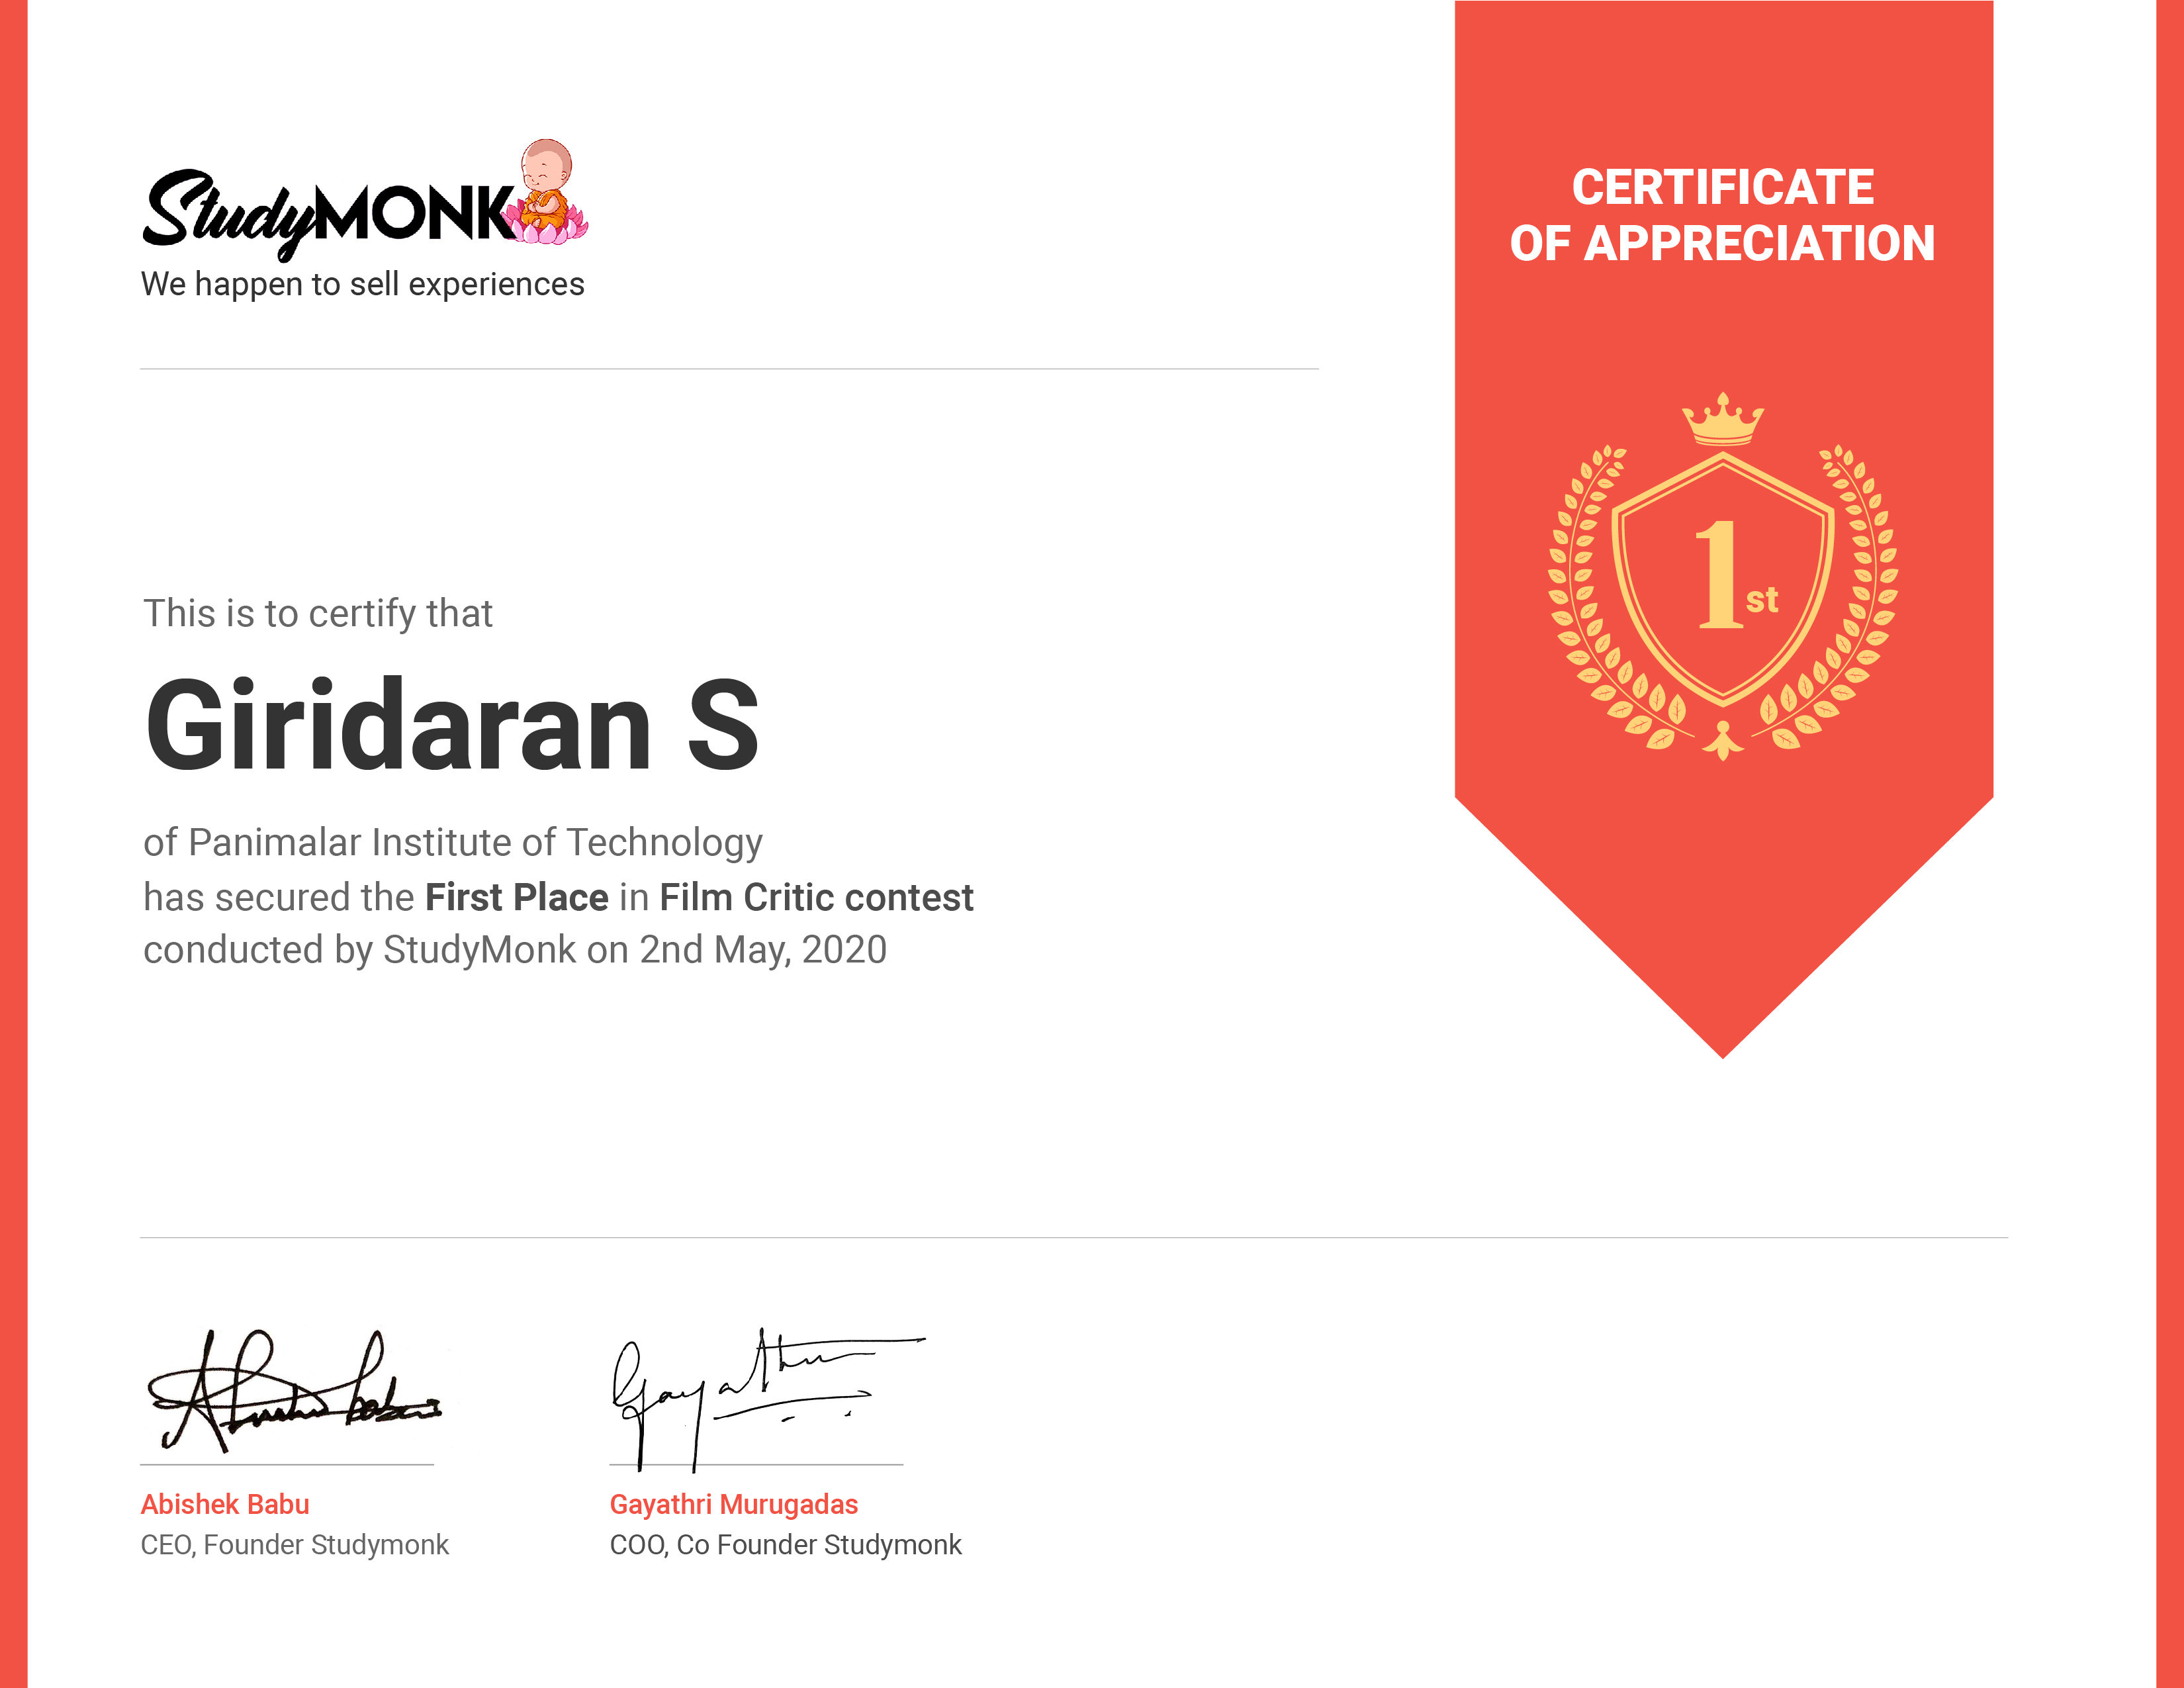 StudyMONK
We happen to sell experiences
CERTIFICATE
OF APPRECIATION
1st
This is to certify that
Giridaran S
of Panimalar Institute of Technology
has secured the First Place in Film Critic contest
conducted by StudyMonk on 2nd May, 2020
Abishek Babu
CEO, Founder Studymonk
Gayathri Murugadas
COO, Co Founder Studymonk